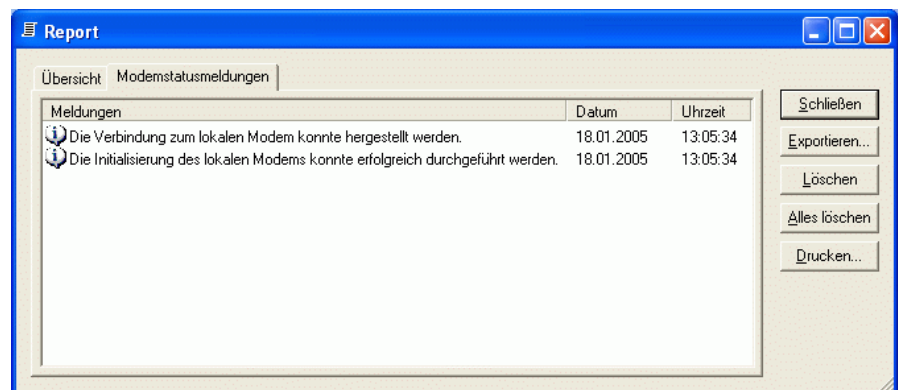 Report
Übersicht Modemstatusmeldungen
Meldungen Datum Uhrzeit
Die Verbindung zum lokalen Modem konnte hergestellt werden. 18.01.2005 13:05:34
Die Initialisierung des lokalen Modems konnte erfolgreich durchgeführt werden. 18.01.2005 13:05:34
Schließen
Exportieren...
Löschen
Alles löschen
Drucken...